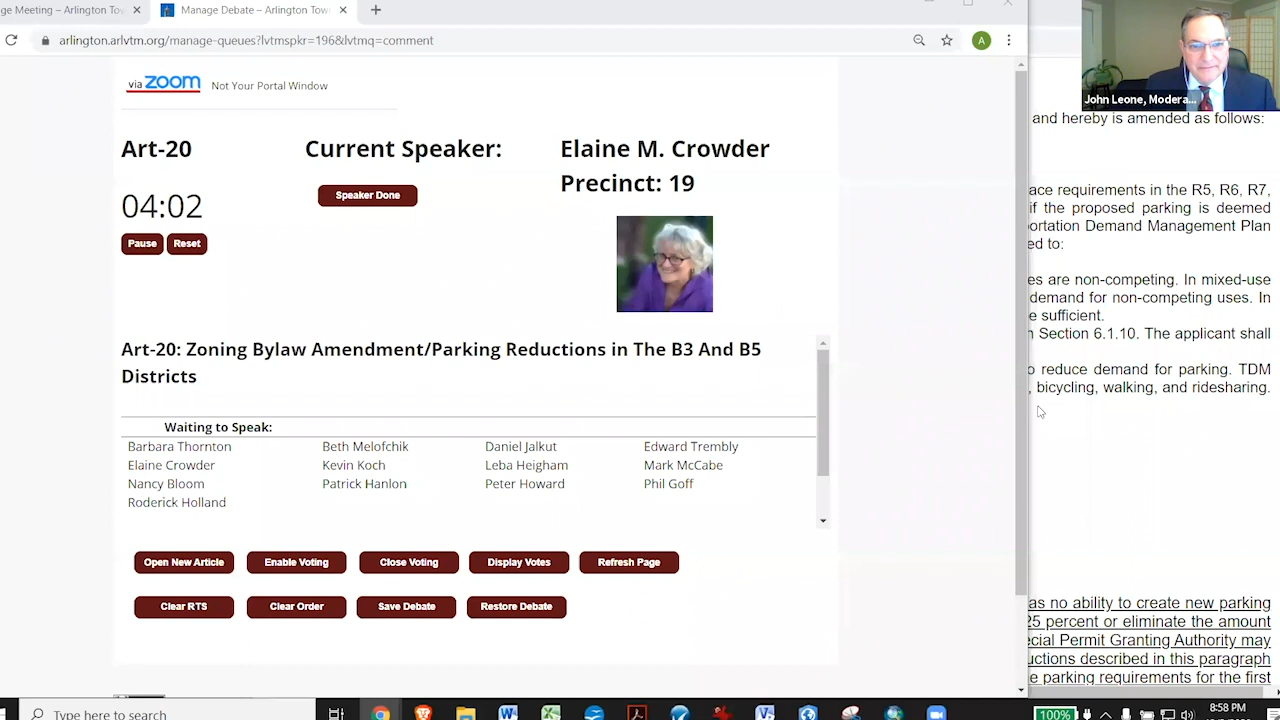 ge Meeting – Arlington Tow
Manage Debate – Arlington Tow
arlington.arlvtm.org/manage-queues?lvtmspkr=196&lvtmq=comment
A
John Leone, Modera...
via zoom Not Your Portal Window
Art-20
Current Speaker:
Elaine M. Crowder
Precinct: 19
04:02
Speaker Done
Pause Reset
Art-20: Zoning Bylaw Amendment/Parking Reductions in The B3 And B5
Districts
Waiting to Speak:
Barbara Thornton Beth Melofchik Daniel Jalkut Edward Trembly
Elaine Crowder Kevin Koch Leba Heigham Mark McCabe
Nancy Bloom Patrick Hanlon Peter Howard Phil Goff
Roderick Holland
Open New Article Enable Voting Close Voting Display Votes Refresh Page
Clear RTS Clear Order Save Debate Restore Debate
and hereby is amended as follows:
ace requirements in the R5, R6, R7,
if the proposed parking is deemed
ortation Demand Management Plan
ed to:
es are non-competing. In mixed-use
demand for non-competing uses. In
e sufficient.
n Section 6.1.10. The applicant shall
o reduce demand for parking. TDM
, bicycling, walking, and ridesharing.
as no ability to create new parking
25 percent or eliminate the amount
cial Permit Granting Authority may
uctions described in this paragraph
e parking requirements for the first
Type here to search
100%
8:58 PM